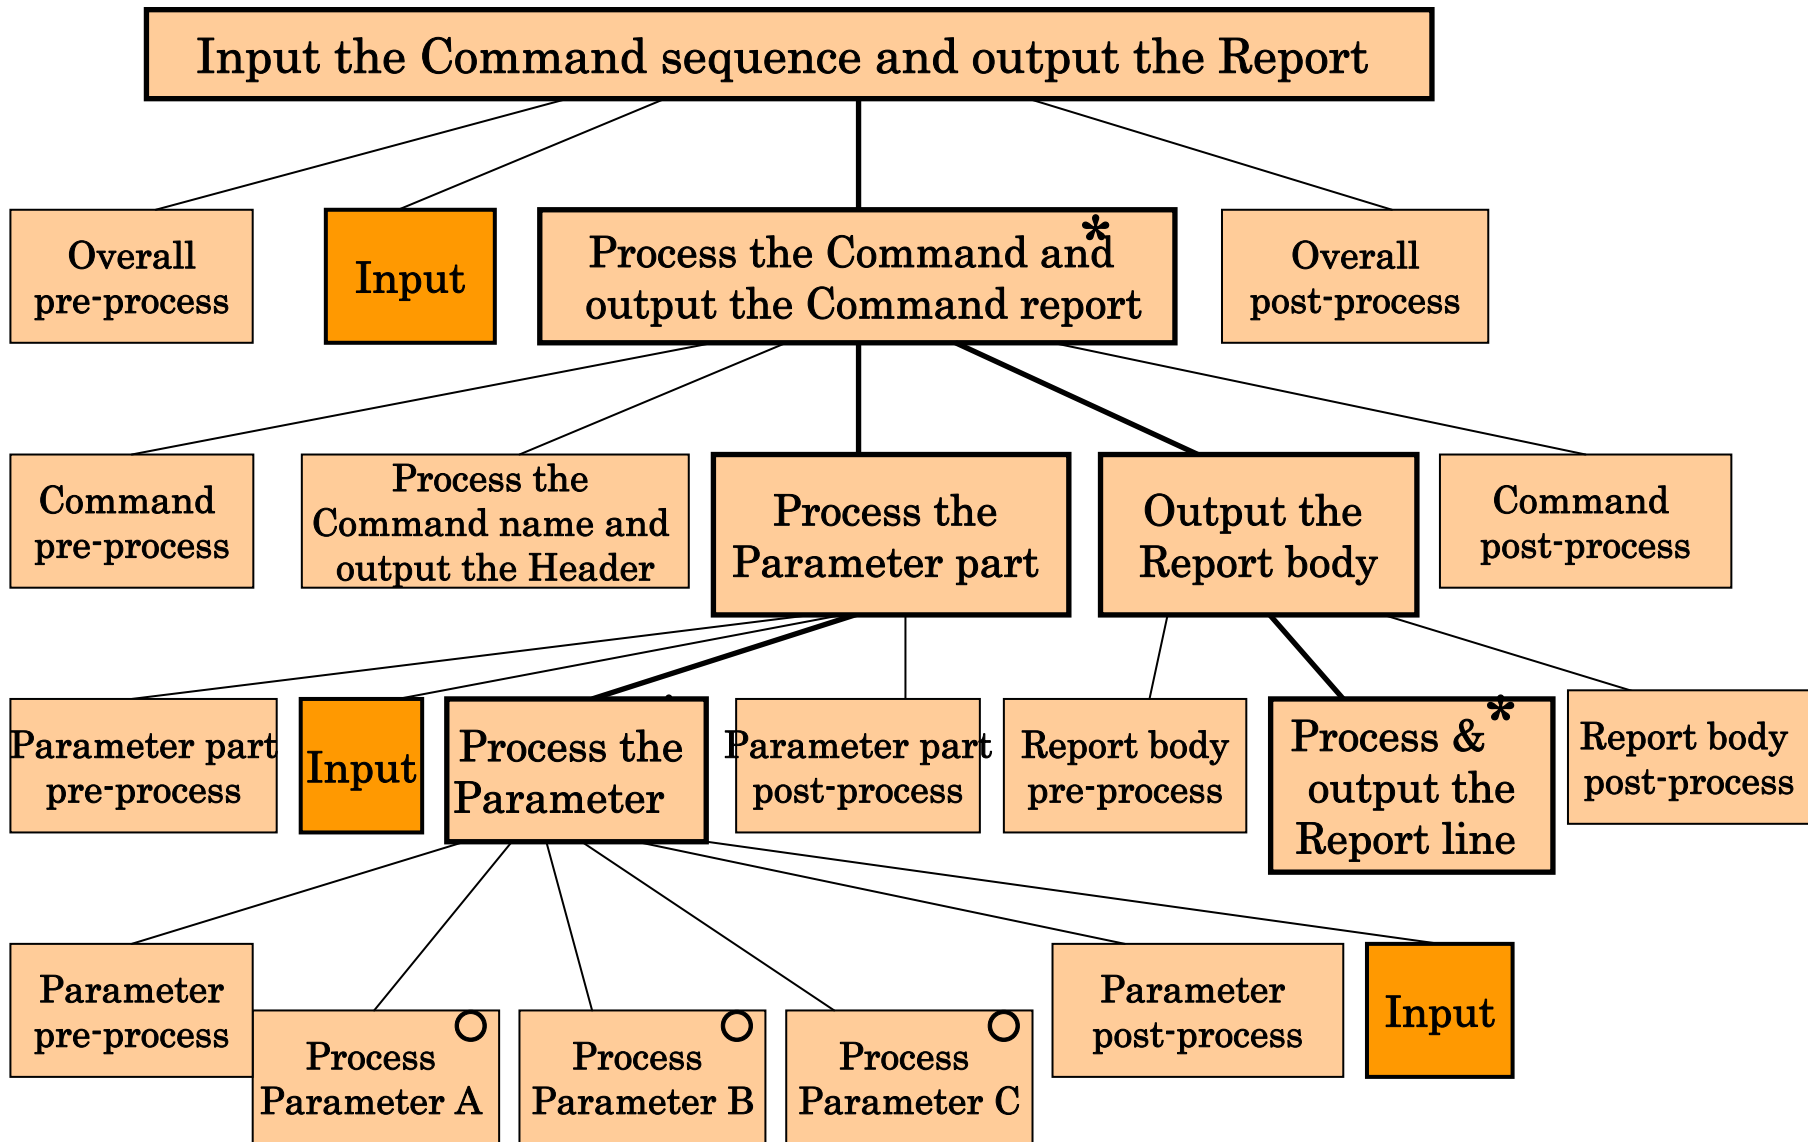 Input the Command sequence and output the Report
Overall
pre-process
Input
*
Process the Command and
output the Command report
Overall
post-process
Command
pre-process
Process the
Command name and
output the Header
Process the
Parameter part
Output the
Report body
Command
post-process
Parameter part
pre-process
Input
Process the
Parameter
Parameter part
post-process
Report body
pre-process
*
Process &
output the
Report line
Report body
post-process
Parameter
pre-process
Process
Parameter A
Process
Parameter B
Process
Parameter C
Parameter
post-process
Input